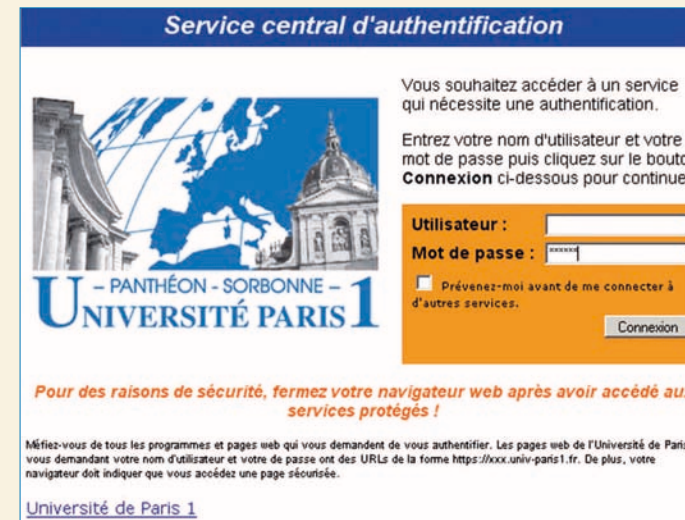 Service central d'authentification
Vous souhaitez accéder à un service
qui nécessite une authentification.
Entrez votre nom d'utilisateur et votre
mot de passe puis cliquez sur le bouto
Connexion ci-dessous pour continue
Utilisateur :
Mot de passe : ××××××
Prévenez-moi avant de me connecter à
d'autres services.
Connexion
– PANTHÉON - SORBONNE –
UNIVERSITÉ PARIS 1
Pour des raisons de sécurité, fermez votre navigateur web après avoir accédé au
services protégés !
Méfiez-vous de tous les programmes et pages web qui vous demandent de vous authentifier. Les pages web de l'Université de Paris
vous demandant votre nom d'utilisateur et votre de passe ont des URLs de la forme https://xxx.univ-paris1.fr. De plus, votre
navigateur doit indiquer que vous accédez une page sécurisée.
Université de Paris 1